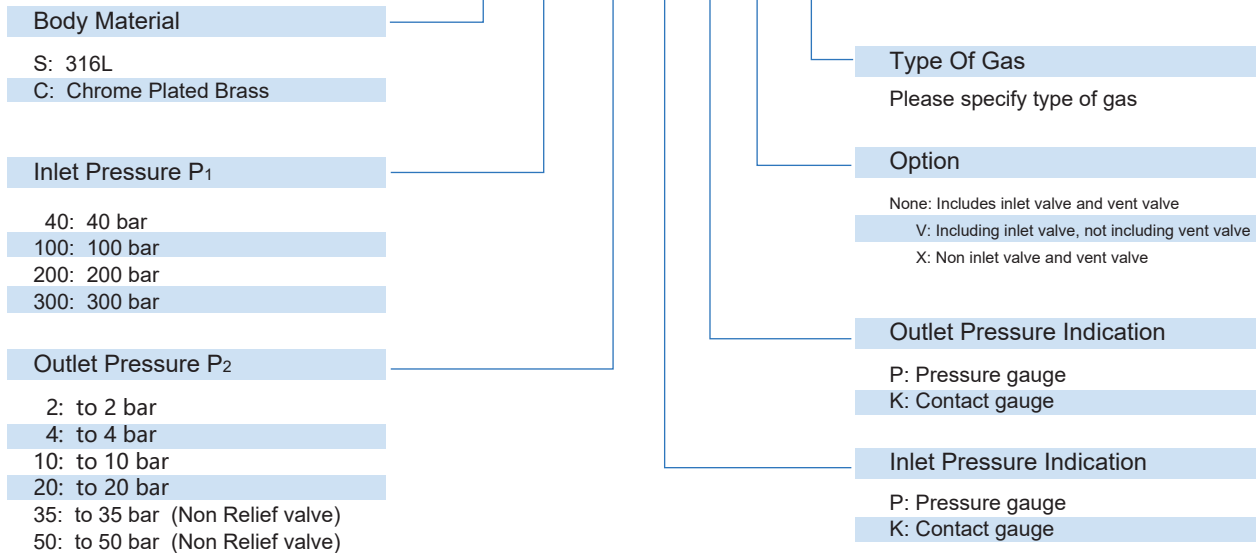 Body Material
S: 316L
C: Chrome Plated Brass
Inlet Pressure P1
40: 40 bar
100: 100 bar
200: 200 bar
300: 300 bar
Outlet Pressure P2
2: to 2 bar
4: to 4 bar
10: to 10 bar
20: to 20 bar
35: to 35 bar (Non Relief valve)
50: to 50 bar (Non Relief valve)
Type Of Gas
Please specify type of gas
Option
None: Includes inlet valve and vent valve
V: Including inlet valve, not including vent valve
X: Non inlet valve and vent valve
Outlet Pressure Indication
P: Pressure gauge
K: Contact gauge
Inlet Pressure Indication
P: Pressure gauge
K: Contact gauge